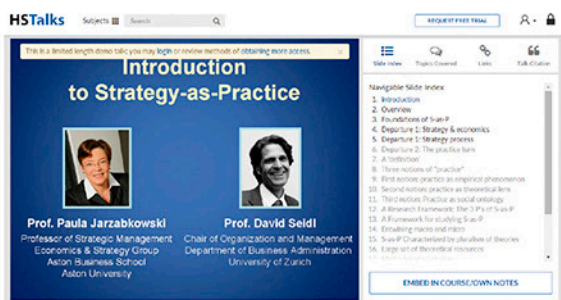 HSTalks
Subjects
Search
REQUEST FREE TRIAL
This is a limited length demo talk; you may login or review methods of obtaining more access.
Introduction
to Strategy-as-Practice
Prof. Paula Jarzabkowski
Professor of Strategic Management
Economics & Strategy Group
Aston Business School
Aston University
Prof. David Seidl
Chair of Organization and Management
Department of Business Administration
University of Zurich
Slide Index
Topics Covered
Links
Talk Citation
Navigable Slide Index
1. Introduction
2. Overview
3. Foundations of S-as-P
4. Departure 1: Strategy & economics
5. Departure 1: Strategy process
6. Departure 2: The practice turn
7. A 'definition'
8. Three notions of "practice"
9. First notion: practice as empirical phenomenon
10. Second notion: practice as theoretical lens
11. Third notion: Practice as social ontology
12. A Research Framework: The 3 P's of S-as-P
13. A Framework for studying S-as-P
14. Entwining macro and micro
15. S-as-P Characterized by pluralism of theories
16. Large set of theoretical resources
EMBED IN COURSE/OWN NOTES